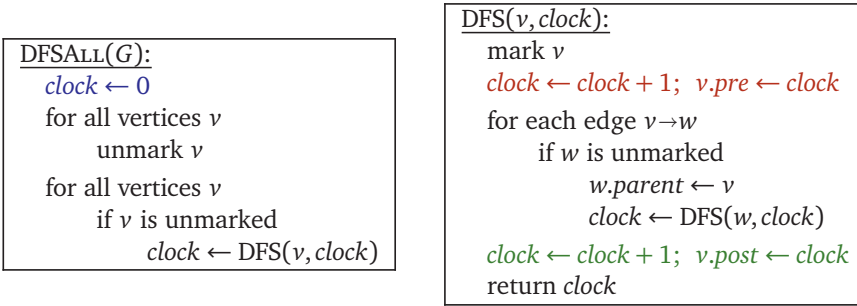 DFSALL(G):
clock ← 0
for all vertices v
unmark v
for all vertices v
if v is unmarked
clock ← DFS(v, clock)
DFS(v, clock):
mark v
clock ← clock + 1; v.pre ← clock
for each edge v→w
if w is unmarked
w.parent ← v
clock ← DFS(w, clock)
clock ← clock + 1; v.post ← clock
return clock